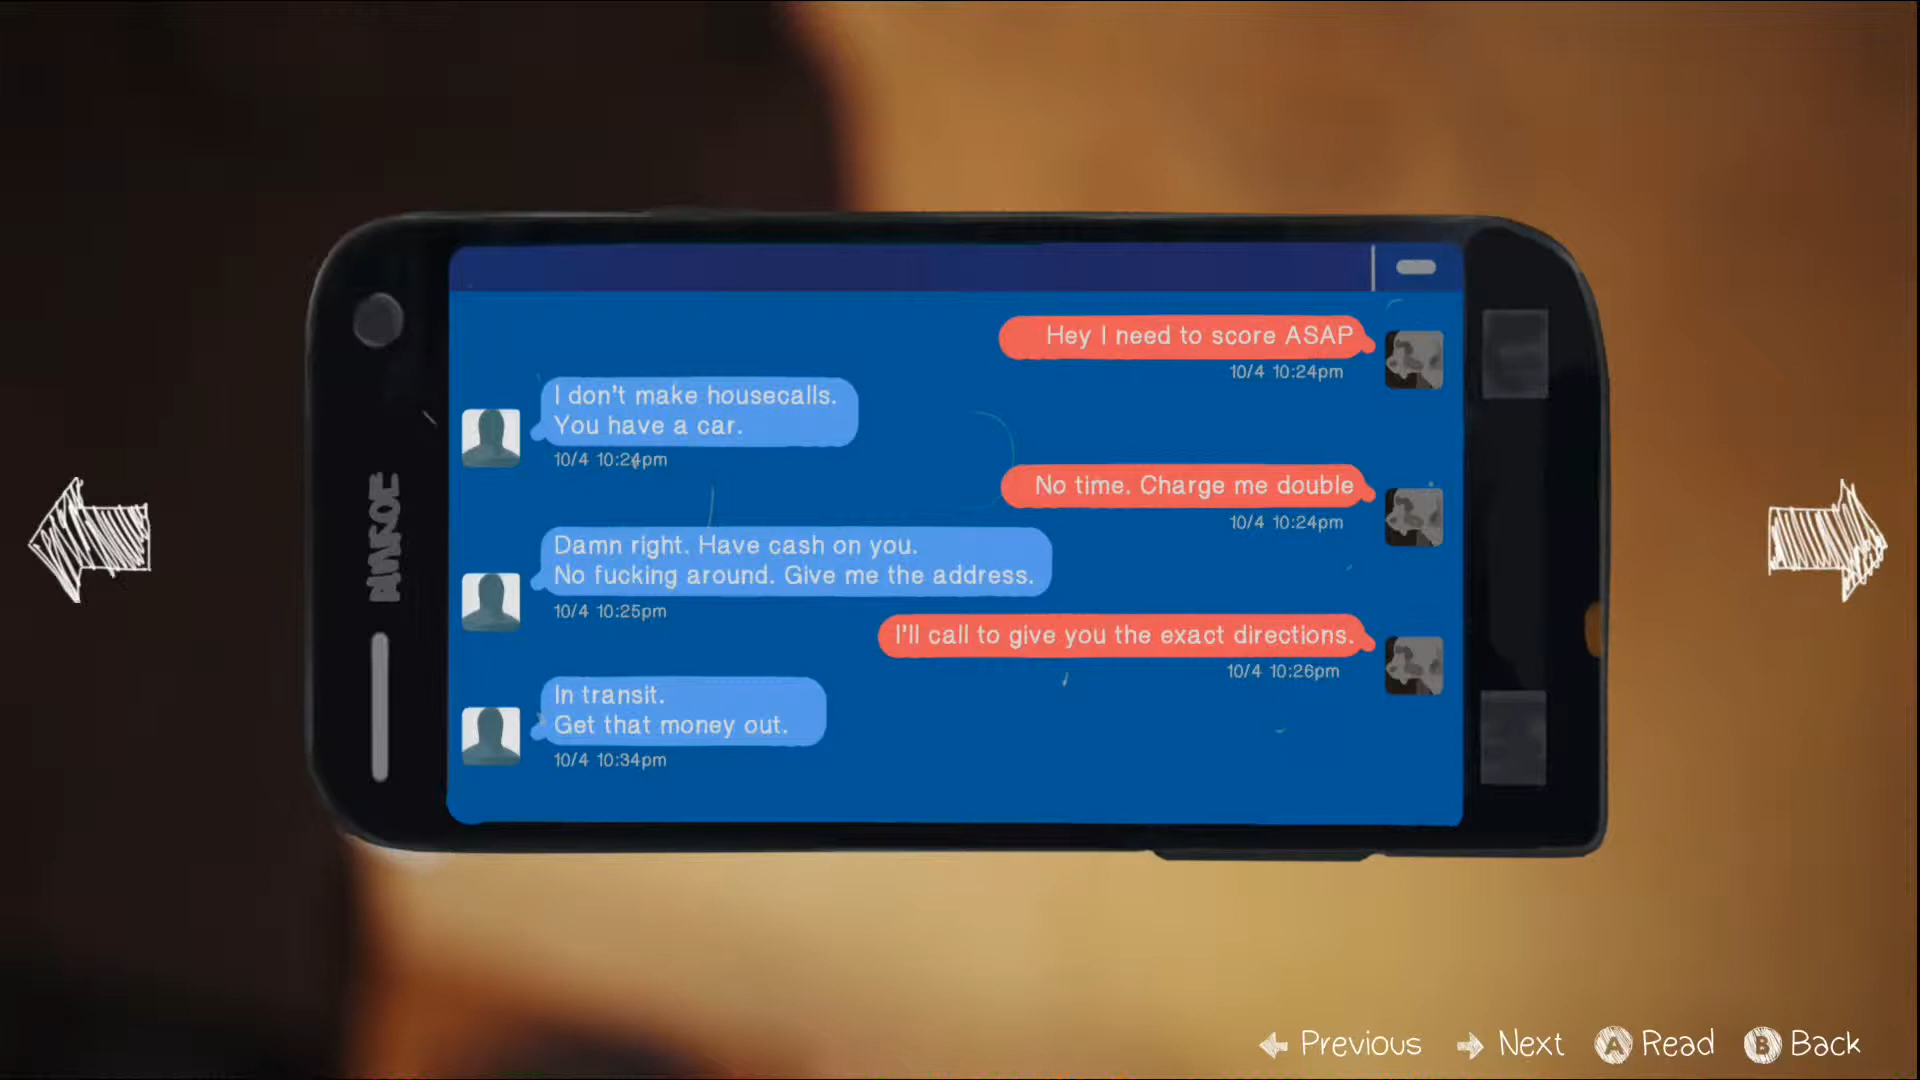 Hey I need to score ASAP
10/4 10:24pm
I don't make housecalls.
You have a car.
10/4 10:24pm
No time. Charge me double
10/4 10:24pm
Damn right. Have cash on you.
No fucking around. Give me the address.
10/4 10:25pm
I'll call to give you the exact directions.
10/4 10:26pm
In transit.
Get that money out.
10/4 10:34pm
Previous
Next
A Read
B Back